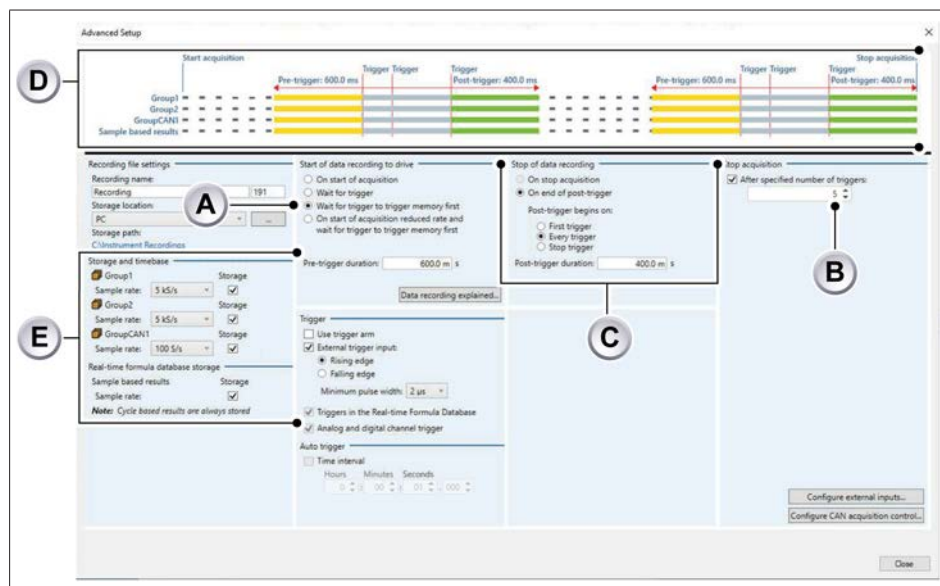 Advanced Setup
D
Start acquisition
Stop acquisition
Trigger Trigger
Trigger
Trigger Trigger
Trigger
Pre-trigger: 600.0 ms
Post-trigger: 400.0 ms
Pre-trigger: 600.0 ms
Post-trigger: 400.0 ms
Group1
Group2
GroupCAN1
Sample based results
Recording file settings
Recording name:
Recording
191
Storage location:
PC
...
Storage path:
C:\Instrument Recordings
Storage and timebase
Group1
Storage
Sample rate:
5 kS/s
Group2
Storage
Sample rate:
5 kS/s
GroupCAN1
Storage
Sample rate:
100 S/s
Real-time formula database storage
Sample based results
Storage
Sample rate:
Note: Cycle based results are always stored
E
A
Start of data recording to drive
On start of acquisition
Wait for trigger
Wait for trigger to trigger memory first
On start of acquisition reduced rate and
wait for trigger to trigger memory first
Pre-trigger duration:
600.0 m
s
Data recording explained...
Trigger
Use trigger arm
External trigger input:
Rising edge
Falling edge
Minimum pulse width:
2 µs
Triggers in the Real-time Formula Database
Analog and digital channel trigger
Auto trigger
Time interval
Hours
Minutes
Seconds
0 : 00 : 01 . 000
Stop of data recording
On stop acquisition
On end of post-trigger
Post-trigger begins on:
First trigger
Every trigger
Stop trigger
Post-trigger duration:
400.0 m
s
C
Stop acquisition
After specified number of triggers:
5
B
Configure external inputs...
Configure CAN acquisition control...
Close